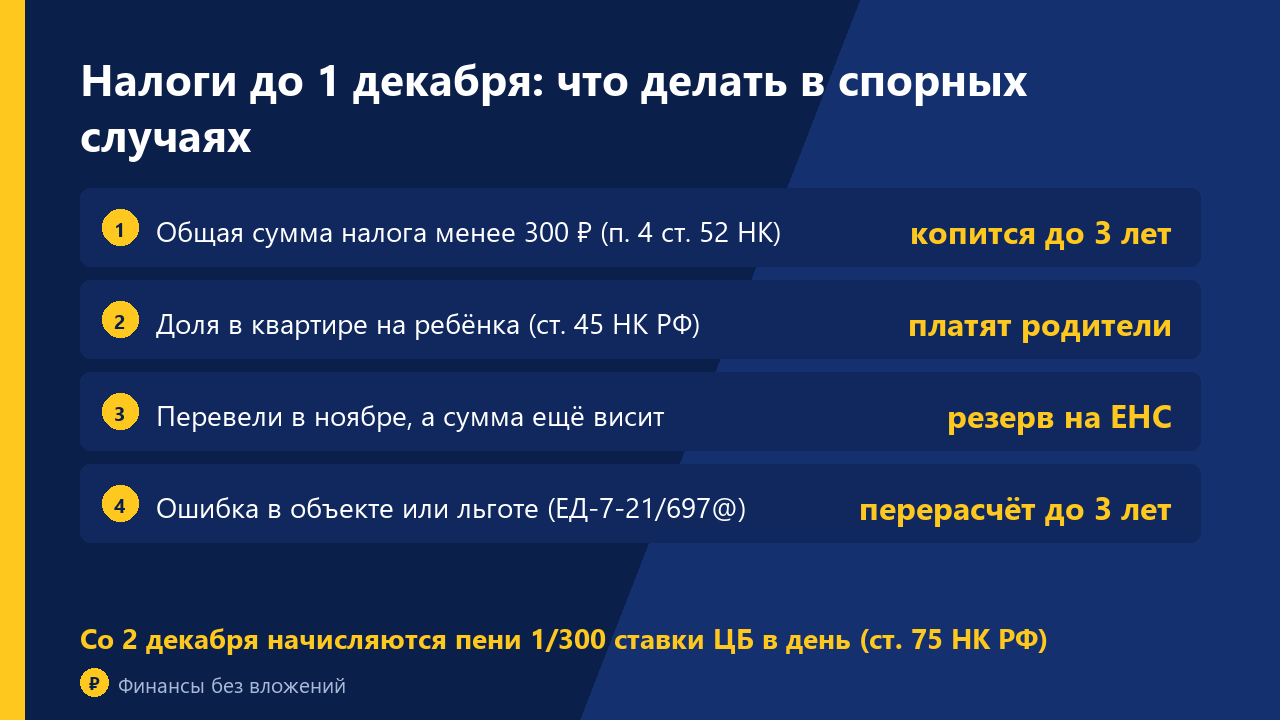 Налоги до 1 декабря: что делать в спорных
случаях
1 Общая сумма налога менее 300 ₽ (п. 4 ст. 52 НК) копится до 3 лет
2 Доля в квартире на ребёнка (ст. 45 НК РФ) платят родители
3 Перевели в ноябре, а сумма ещё висит резерв на ЕНС
4 Ошибка в объекте или льготе (ЕД-7-21/697@) перерасчёт до 3 лет
Со 2 декабря начисляются пени 1/300 ставки ЦБ в день (ст. 75 НК РФ)
₽ Финансы без вложений